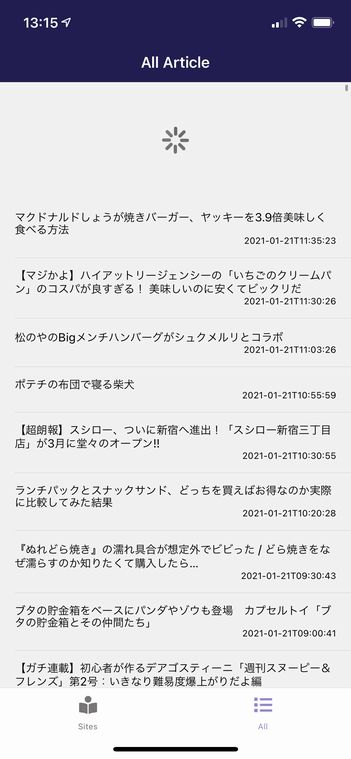 13:15
All Article
マクドナルドしょうが焼きバーガー、ヤッキーを3.9倍美味しく
食べる方法
2021-01-21T11:35:23
【マジかよ】ハイアットリージェンシーの「いちごのクリームパ
ン」のコスパが良すぎる！ 美味しいのに安くてビックリだ
2021-01-21T11:30:26
松のやのBigメンチハンバーグがシュクメルリとコラボ
2021-01-21T11:03:26
ポテチの布団で寝る柴犬
2021-01-21T10:55:59
【超朗報】スシロー、ついに新宿へ進出！「スシロー新宿三丁目
店」が3月に堂々のオープン!!
2021-01-21T10:30:55
ランチパックとスナックサンド、どっちを買えばお得なのか実際
に比較してみた結果
2021-01-21T10:20:28
『ぬれどら焼き』の濡れ具合が想定外でビビった / どら焼きをな
ぜ濡らすのか知りたくて購入したら...
2021-01-21T09:30:43
ブタの貯金箱をベースにパンダやゾウも登場　カプセルトイ「ブ
タの貯金箱とその仲間たち」
2021-01-21T09:00:41
【ガチ連載】初心者が作るデアゴスティーニ「週刊スヌーピー＆
フレンズ」第2号：いきなり難易度爆上がりだよ編
Sites
All